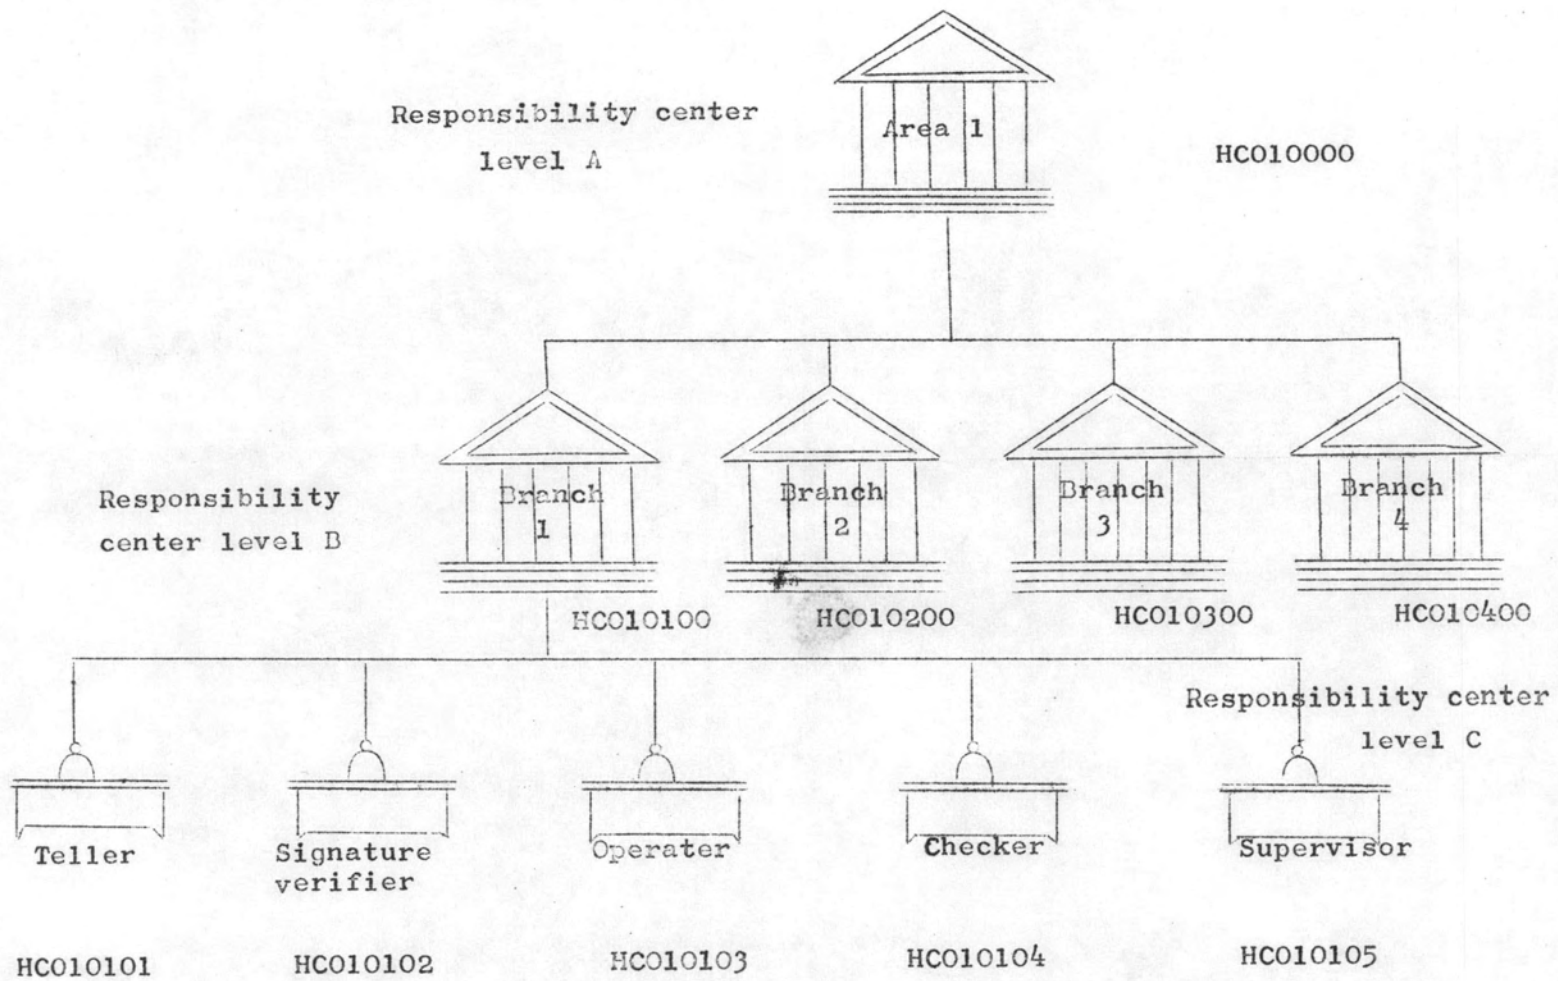 Responsibility center
level A
Area 1
HC010000
Responsibility
center level B
Branch
1
Branch
2
Branch
3
Branch
4
HC010100
HC010200
HC010300
HC010400
Responsibility center
level C
Teller
Signature
verifier
Operater
Checker
Supervisor
HC010101
HC010102
HC010103
HC010104
HC010105